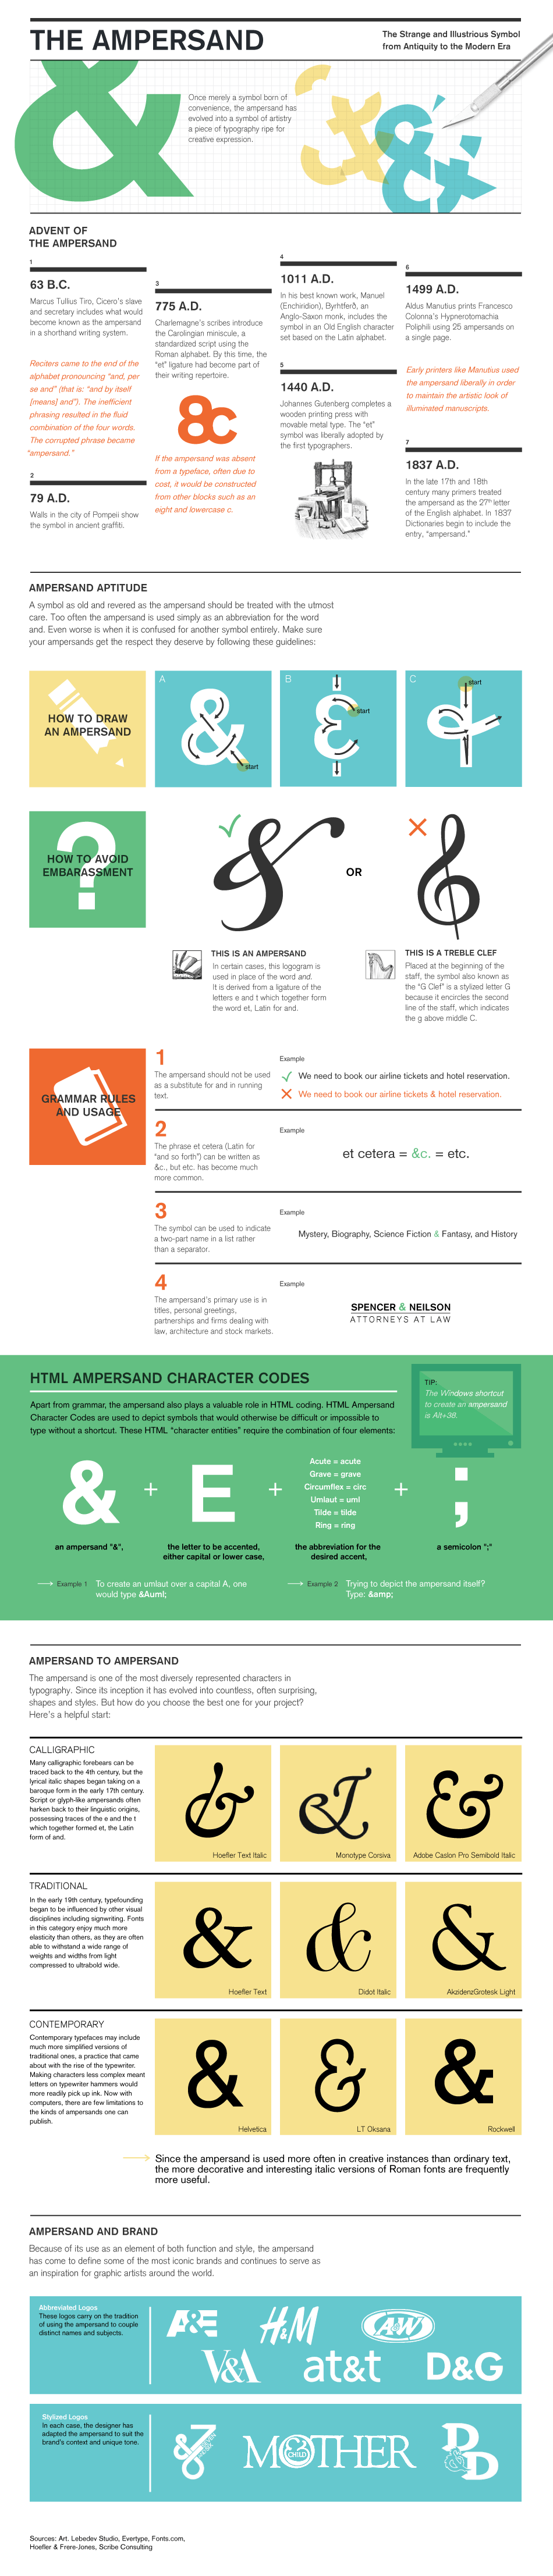 THE AMPERSAND
The Strange and Illustrious Symbol
from Antiquity to the Modern Era
Once merely a symbol born of
convenience, the ampersand has
evolved into a symbol of artistry
a piece of typography ripe for
creative expression.
ADVENT OF
THE AMPERSAND
1
63 B.C.
Marcus Tullius Tiro, Cicero's slave
and secretary includes what would
become known as the ampersand
in a shorthand writing system.
Reciters came to the end of the
alphabet pronouncing "and, per
se and" (that is: "and by itself
[means] and"). The inefficient
phrasing resulted in the fluid
combination of the four words.
The corrupted phrase became
"ampersand."
2
79 A.D.
Walls in the city of Pompeii show
the symbol in ancient graffiti.
3
775 A.D.
Charlemagne's scribes introduce
the Carolingian miniscule, a
standardized script using the
Roman alphabet. By this time, the
"et" ligature had become part of
their writing repertoire.
8c
If the ampersand was absent
from a typeface, often due to
cost, it would be constructed
from other blocks such as an
eight and lowercase c.
4
1011 A.D.
In his best known work, Manuel
(Enchiridion), Byrhtferð, an
Anglo-Saxon monk, includes the
symbol in an Old English character
set based on the Latin alphabet.
5
1440 A.D.
Johannes Gutenberg completes a
wooden printing press with
movable metal type. The "et"
symbol was liberally adopted by
the first typographers.
6
1499 A.D.
Aldus Manutius prints Francesco
Colonna's Hypnerotomachia
Poliphili using 25 ampersands on
a single page.
Early printers like Manutius used
the ampersand liberally in order
to maintain the artistic look of
illuminated manuscripts.
7
1837 A.D.
In the late 17th and 18th
century many primers treated
the ampersand as the 27th letter
of the English alphabet. In 1837
Dictionaries begin to include the
entry, "ampersand."
AMPERSAND APTITUDE
A symbol as old and revered as the ampersand should be treated with the utmost
care. Too often the ampersand is used simply as an abbreviation for the word
and. Even worse is when it is confused for another symbol entirely. Make sure
your ampersands get the respect they deserve by following these guidelines:
HOW TO DRAW
AN AMPERSAND
A
start
B
start
C
start
HOW TO AVOID
EMBARASSMENT
?
&
OR
THIS IS AN AMPERSAND
In certain cases, this logogram is
used in place of the word and.
It is derived from a ligature of the
letters e and t which together form
the word et, Latin for and.
THIS IS A TREBLE CLEF
Placed at the beginning of the
staff, the symbol also known as
the "G Clef" is a stylized letter G
because it encircles the second
line of the staff, which indicates
the g above middle C.
GRAMMAR RULES
AND USAGE
1
The ampersand should not be used
as a substitute for and in running
text.
Example
We need to book our airline tickets and hotel reservation.
We need to book our airline tickets & hotel reservation.
2
The phrase et cetera (Latin for
"and so forth") can be written as
&c., but etc. has become much
more common.
Example
et cetera = &c. = etc.
3
The symbol can be used to indicate
a two-part name in a list rather
than a separator.
Example
Mystery, Biography, Science Fiction & Fantasy, and History
4
The ampersand's primary use is in
titles, personal greetings,
partnerships and firms dealing with
law, architecture and stock markets.
Example
SPENCER & NEILSON
ATTORNEYS AT LAW
HTML AMPERSAND CHARACTER CODES
Apart from grammar, the ampersand also plays a valuable role in HTML coding. HTML Ampersand
Character Codes are used to depict symbols that would otherwise be difficult or impossible to
type without a shortcut. These HTML "character entities" require the combination of four elements:
TIP:
The Windows shortcut
to create an ampersand
is Alt+38.
& + E +
Acute = acute
Grave = grave
Circumflex = circ
Umlaut = uml
Tilde = tilde
Ring = ring
+ ;
an ampersand "&",
the letter to be accented,
either capital or lower case,
the abbreviation for the
desired accent,
a semicolon ";"
Example 1 To create an umlaut over a capital A, one
would type &Auml;
Example 2 Trying to depict the ampersand itself?
Type: &amp;
AMPERSAND TO AMPERSAND
The ampersand is one of the most diversely represented characters in
typography. Since its inception it has evolved into countless, often surprising,
shapes and styles. But how do you choose the best one for your project?
Here's a helpful start:
CALLIGRAPHIC
Many calligraphic forebears can be
traced back to the 4th century, but the
lyrical italic shapes began taking on a
baroque form in the early 17th century.
Script or glyph-like ampersands often
harken back to their linguistic origins,
possessing traces of the e and the t
which together formed et, the Latin
form of and.
&
Hoefler Text Italic
&
Monotype Corsiva
&
Adobe Caslon Pro Semibold Italic
TRADITIONAL
In the early 19th century, typefounding
began to be influenced by other visual
disciplines including signwriting. Fonts
in this category enjoy much more
elasticity than others, as they are often
able to withstand a wide range of
weights and widths from light
compressed to ultrabold wide.
&
Hoefler Text
&
Didot Italic
&
AkzidenzGrotesk Light
CONTEMPORARY
Contemporary typefaces may include
much more simplified versions of
traditional ones, a practice that came
about with the rise of the typewriter.
Making characters less complex meant
letters on typewriter hammers would
more readily pick up ink. Now with
computers, there are few limitations to
the kinds of ampersands one can
publish.
&
Helvetica
&
LT Oksana
&
Rockwell
Since the ampersand is used more often in creative instances than ordinary text,
the more decorative and interesting italic versions of Roman fonts are frequently
more useful.
AMPERSAND AND BRAND
Because of its use as an element of both function and style, the ampersand
has come to define some of the most iconic brands and continues to serve as
an inspiration for graphic artists around the world.
Abbreviated Logos
These logos carry on the tradition
of using the ampersand to couple
distinct names and subjects.
A&E
H&M
A&W
V&A
at&t
D&G
Stylized Logos
In each case, the designer has
adapted the ampersand to suit the
brand's context and unique tone.
MOTHER
& CHILD
B&D
Sources: Art. Lebedev Studio, Evertype, Fonts.com,
Hoefler & Frere-Jones, Scribe Consulting